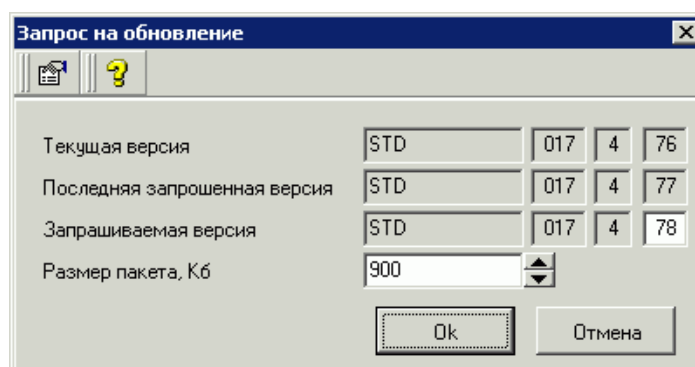 Запрос на обновление
Текущая версия STD 017 4 76
Последняя запрошенная версия STD 017 4 77
Запрашиваемая версия STD 017 4 78
Размер пакета, Кб 900
Ok Отмена